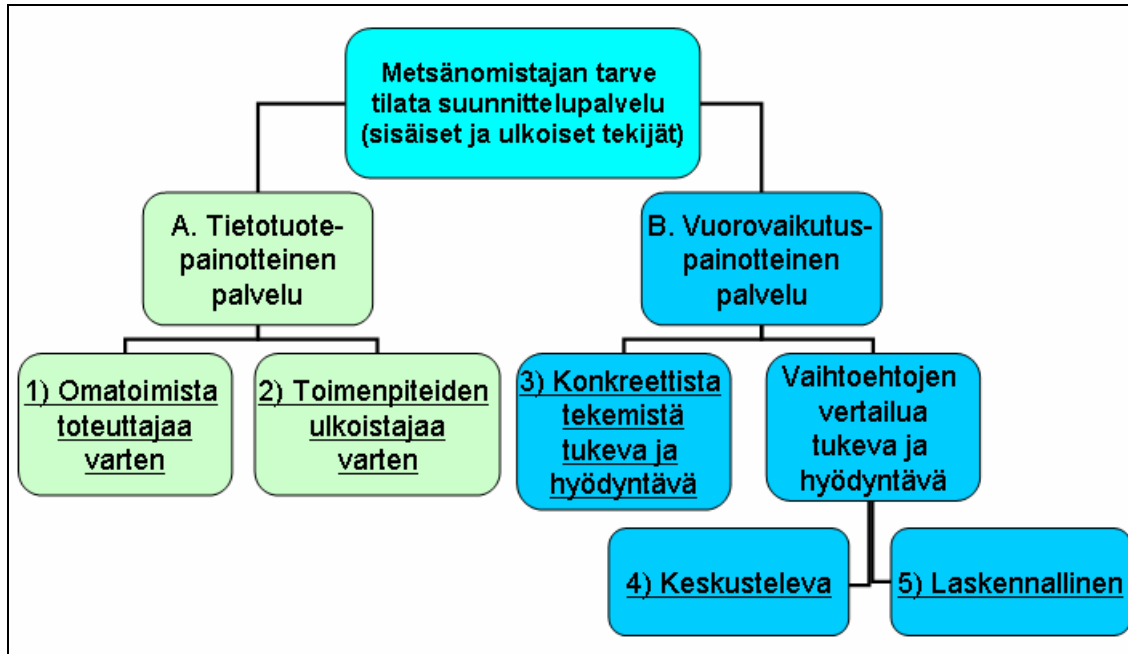 Metsänomistajan tarve
tilata suunnittelupalvelu
(sisäiset ja ulkoiset tekijät)
A. Tietotuote-
painotteinen
palvelu
B. Vuorovaikutus-
painotteinen
palvelu
1) Omatoimista
toteuttajaa
varten
2) Toimenpiteiden
ulkoistajaa
varten
3) Konkreettista
tekemistä
tukeva ja
hyödyntävä
Vaihtoehtojen
vertailua
tukeva ja
hyödyntävä
4) Keskusteleva
5) Laskennallinen